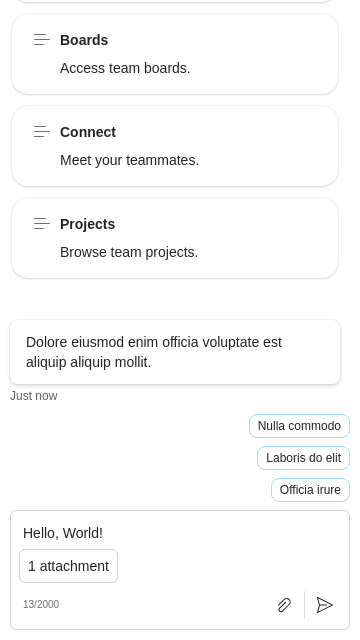 Boards
Access team boards.
Connect
Meet your teammates.
Projects
Browse team projects.
Dolore eiusmod enim officia voluptate est
aliquip aliquip mollit.
Just now
Nulla commodo
Laboris do elit
Officia irure
Hello, World!
1 attachment
13/2000